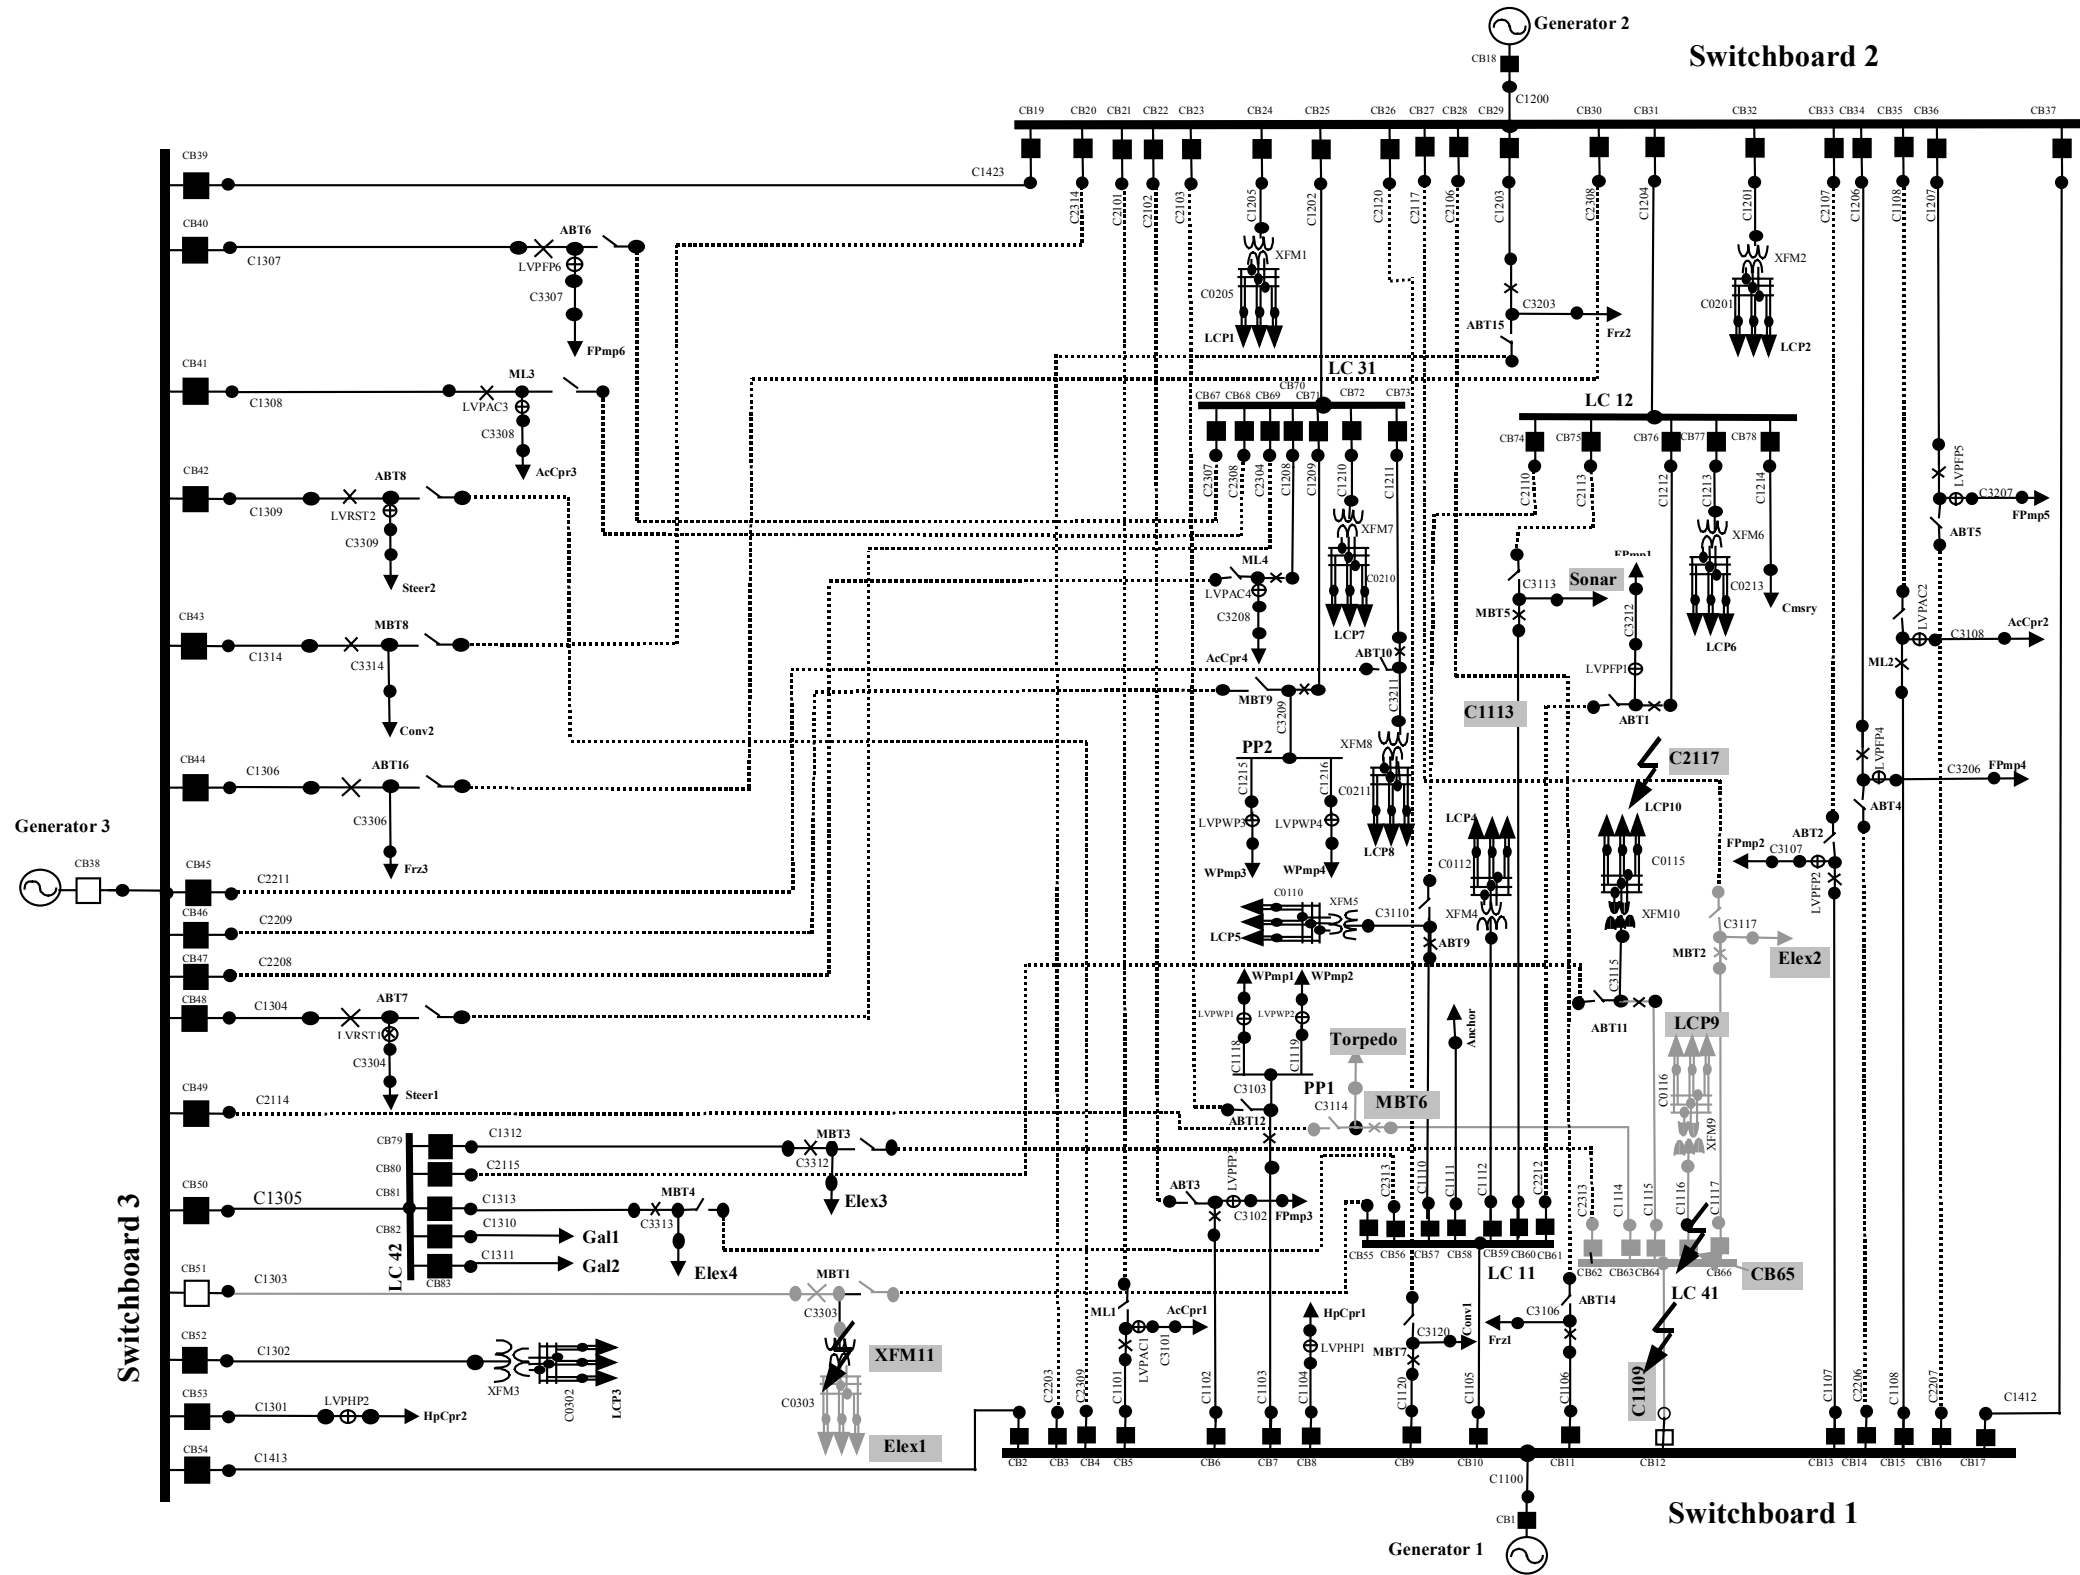 Generator 2
CB18
Switchboard 2
C1200
CB19 CB20 CB21 CB22 CB23 CB24 CB25 CB26 CB27 CB28 CB29 CB30 CB31 CB32 CB33 CB34 CB35 CB36 CB37
CB39
C1423
C2314 C2101 C2102 C2103 C1205 C1202 C2120 C2117 C2106 C1203 C2308 C1204 C1201 C2107 C1206 C1108 C1207
CB40
C1307
ABT6
LVPFP6
C3307
FPmp6
XFM1
C0205
LCP1
XFM2
C0201
LCP2
C3203
ABT15
Frz2
CB41
C1308
ML3
LVPAC3
C3308
AcCpr3
LC 31
CB67 CB68 CB69 CB70 CB71 CB72 CB73
LC 12
CB74 CB75 CB76 CB77 CB78
C2307 C2308 C2304 C1208 C1209 C1210 C1211
C2110 C2113 C1212 C1213 C1214
CB42
C1309
ABT8
LVRST2
C3309
Steer2
XFM7
C0210
LCP7
XFM6
C0213
LCP6
Cmsry
LVPFP5
C3207
FPmp5
ABT5
ML4
LVPAC4
C3208
AcCpr4
C3113
Sonar
MBT5
FPmp1
C3212
LVPFP1
ABT1
LVPAC2
C3108
AcCpr2
ML2
CB43
C1314
MBT8
C3314
Conv2
ABT10
C3211
MBT9
C3209
C1113
PP2
C1215
C1216
XFM8
C0211
LCP8
LVPWP3
LVPWP4
WPmp3
WPmp4
C2117
LVPFP4
C3206
FPmp4
ABT4
CB44
C1306
ABT16
C3306
Frz3
Generator 3
CB38
LCP4
C0112
XFM4
LCP10
C0115
XFM10
ABT2
FPmp2
C3107
LVPFP2
CB45
C2211
CB46
C2209
CB47
C2208
C0110
XFM5
C3110
LCP5
ABT9
C3117
MBT2
Elex2
C3115
ABT11
CB48
C1304
ABT7
LVRST1
C3304
Steer1
WPmp1
WPmp2
LVPWP1
LVPWP2
C1118
C1119
Anchor
Torpedo
LCP9
C0116
XFM9
CB49
C2114
C3103
PP1
C3114
MBT6
ABT12
Switchboard 3
CB79
C1312
MBT3
C3312
Elex3
CB80
C2115
CB50
C1305
CB81
C1313
MBT4
C3313
Elex4
CB82
C1310
Gal1
C1311
Gal2
CB83
LC 42
ABT3
C3102
FPmp3
C2313 C1110 C1111 C1112 C2212
C2313 C1114 C1115 C1116 C1117
CB55 CB56 CB57 CB58 CB59 CB60 CB61
LC 11
CB62 CB63 CB64 CB66
CB65
LC 41
CB51
C1303
MBT1
C3303
XFM11
C0303
Elex1
ML1
AcCpr1
LVPAC1
C3101
HpCpr1
LVPHP1
MBT7
C3120
Conv1
C3106
ABT14
Frz1
CB52
C1302
XFM3
C0302
LCP3
CB53
C1301
LVPHP2
HpCpr2
CB54
C1413
C2203 C2309 C1101 C1102 C1103 C1104 C1120 C1105 C1106 C1109 C1107 C2206 C1108 C2207 C1412
CB2 CB3 CB4 CB5 CB6 CB7 CB8 CB9 CB10 CB11 CB12 CB13 CB14 CB15 CB16 CB17
C1100
CB1
Switchboard 1
Generator 1